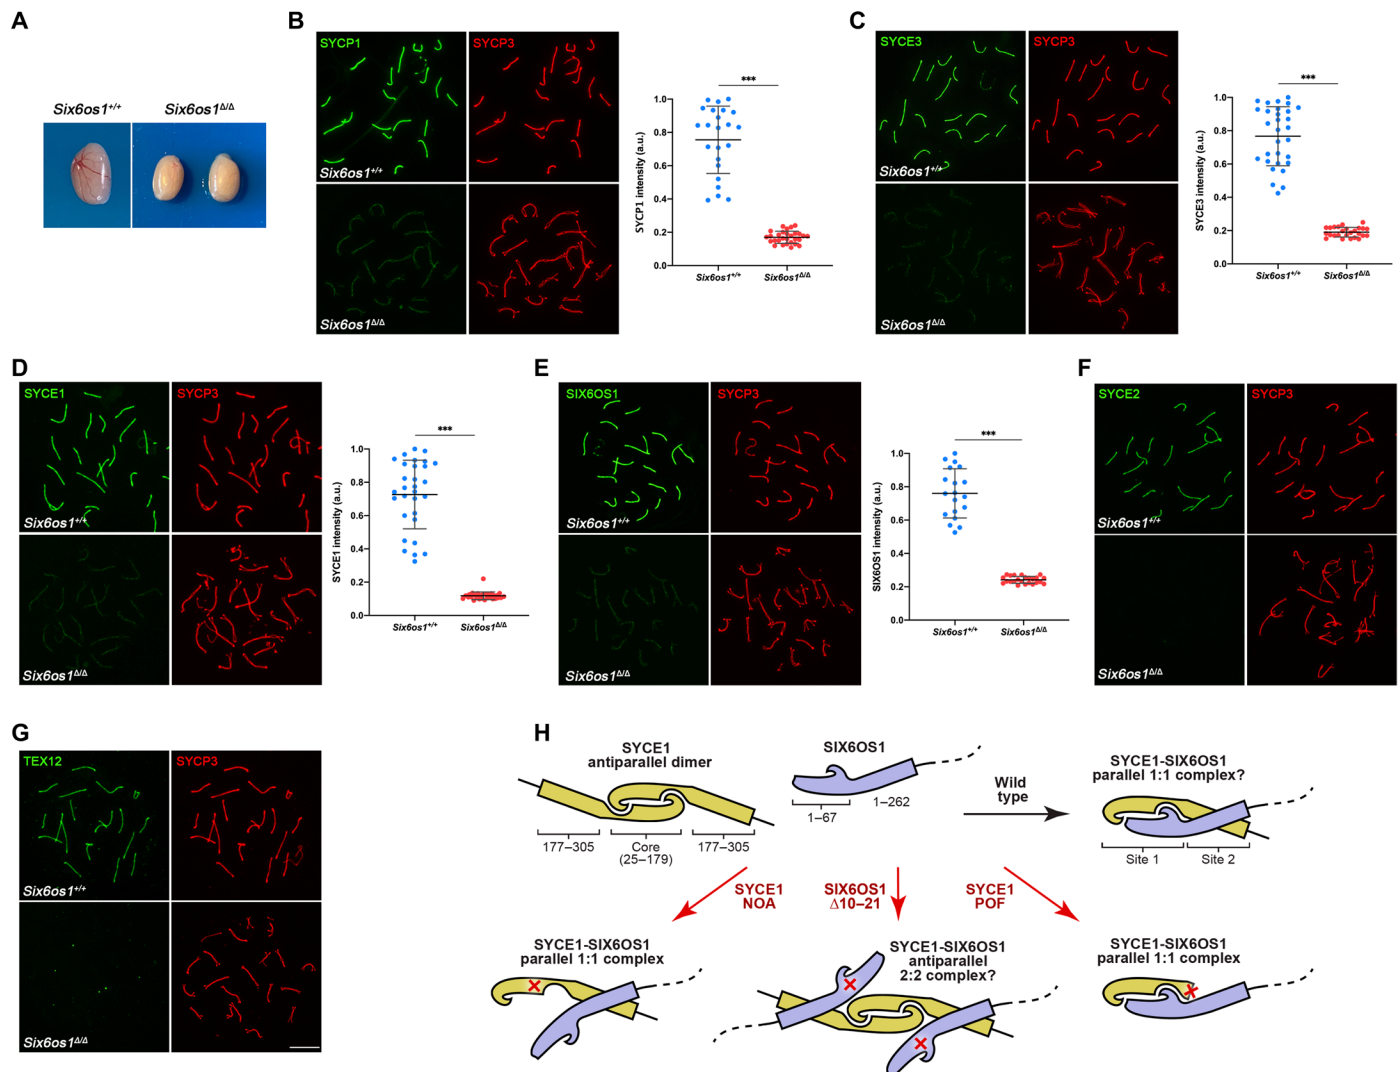 A
Six6os1+/+
Six6os1Δ/Δ
B
SYCP1
SYCP3
Six6os1+/+
Six6os1Δ/Δ
***
1.0
0.8
0.6
0.4
0.2
0.0
SYCP1 intensity (a.u.)
Six6os1+/+
Six6os1Δ/Δ
C
SYCE3
SYCP3
Six6os1+/+
Six6os1Δ/Δ
***
1.0
0.8
0.6
0.4
0.2
0.0
SYCE3 intensity (a.u.)
Six6os1+/+
Six6os1Δ/Δ
D
SYCE1
SYCP3
Six6os1+/+
Six6os1Δ/Δ
***
1.0
0.8
0.6
0.4
0.2
0.0
SYCE1 intensity (a.u.)
Six6os1+/+
Six6os1Δ/Δ
E
SIX6OS1
SYCP3
Six6os1+/+
Six6os1Δ/Δ
***
1.0
0.8
0.6
0.4
0.2
0.0
SIX6OS1 intensity (a.u.)
Six6os1+/+
Six6os1Δ/Δ
F
SYCE2
SYCP3
Six6os1+/+
Six6os1Δ/Δ
G
TEX12
SYCP3
Six6os1+/+
Six6os1Δ/Δ
H
SYCE1
antiparallel dimer
177–305
Core
(25–179)
177–305
SIX6OS1
1–67
1–262
Wild
type
SYCE1-SIX6OS1
parallel 1:1 complex?
Site 1
Site 2
SYCE1
NOA
SIX6OS1
Δ10–21
SYCE1
POF
SYCE1-SIX6OS1
parallel 1:1 complex
SYCE1-SIX6OS1
antiparallel
2:2 complex?
SYCE1-SIX6OS1
parallel 1:1 complex